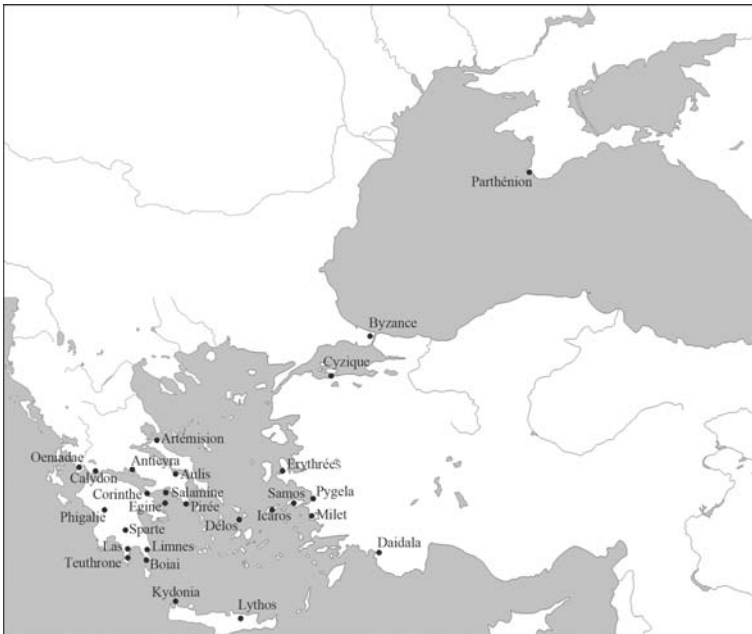 Parthénion
Byzance
Cyzique
Artémision
Oeniadae
Anticyra
Erythrées
Calydon
Aulis
Corinthe
Salamine
Samos
Pygela
Egine
Pirée
Icaros
Phigalie
Milet
Délos
Sparte
Las
Limnes
Daidala
Teuthrone
Boiai
Kydonia
Lythos